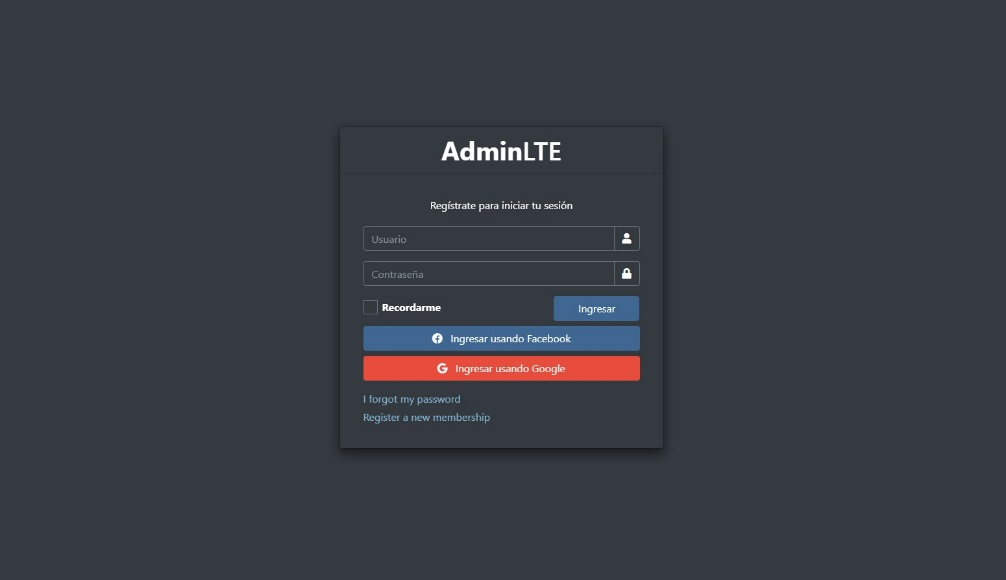 AdminLTE
Regístrate para iniciar tu sesión
Usuario
Contraseña
Recordarme
Ingresar
Ingresar usando Facebook
Ingresar usando Google
I forgot my password
Register a new membership